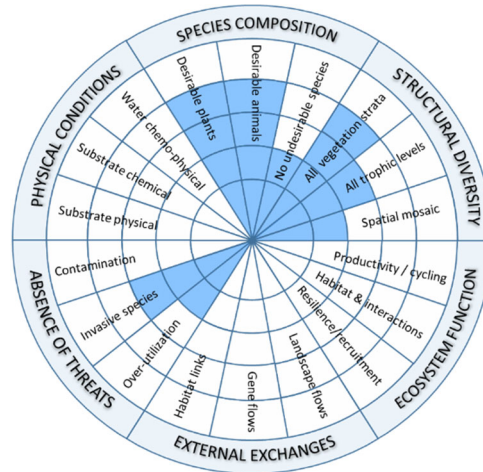 SPECIES COMPOSITION
Desirable plants
Desirable animals
No undesirable species
STRUCTURAL DIVERSITY
All vegetation strata
All trophic levels
Spatial mosaic
ECOSYSTEM FUNCTION
Productivity / cycling
Habitat & interactions
Resilience/recruitment
EXTERNAL EXCHANGES
Landscape flows
Gene flows
Habitat links
ABSENCE OF THREATS
Over-utilization
Invasive species
Contamination
PHYSICAL CONDITIONS
Substrate physical
Substrate chemical
Water chemo-physical